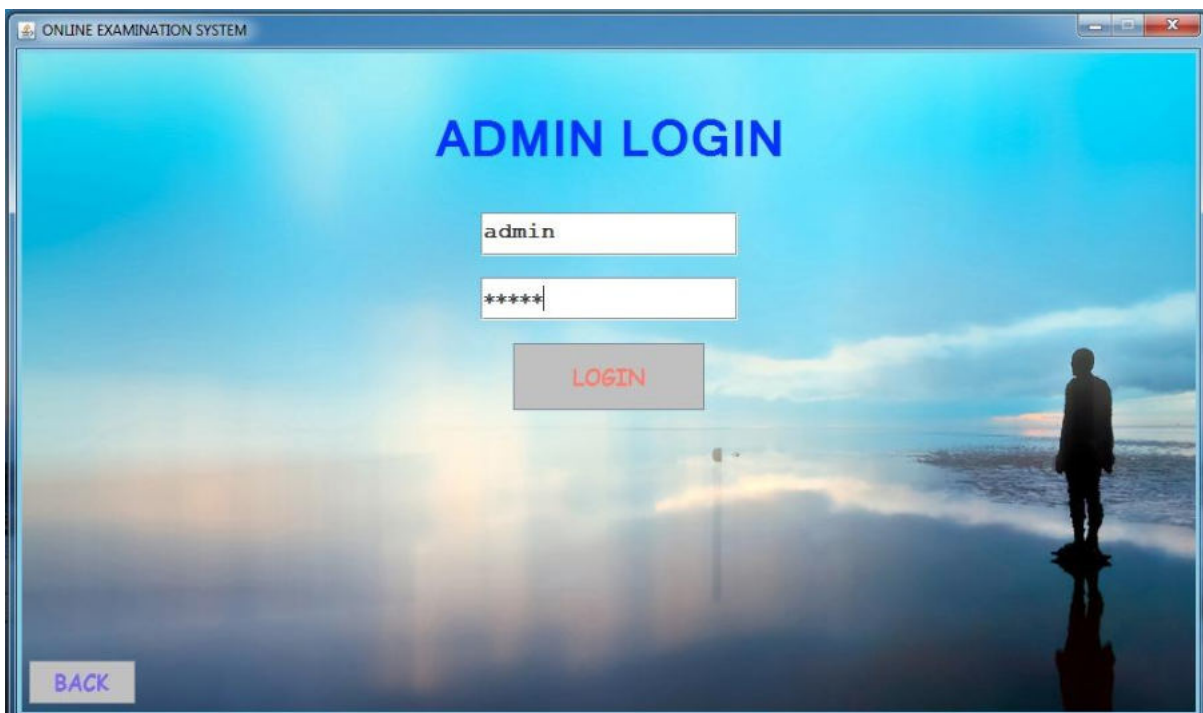 ONLINE EXAMINATION SYSTEM
ADMIN LOGIN
admin
*****
LOGIN
BACK